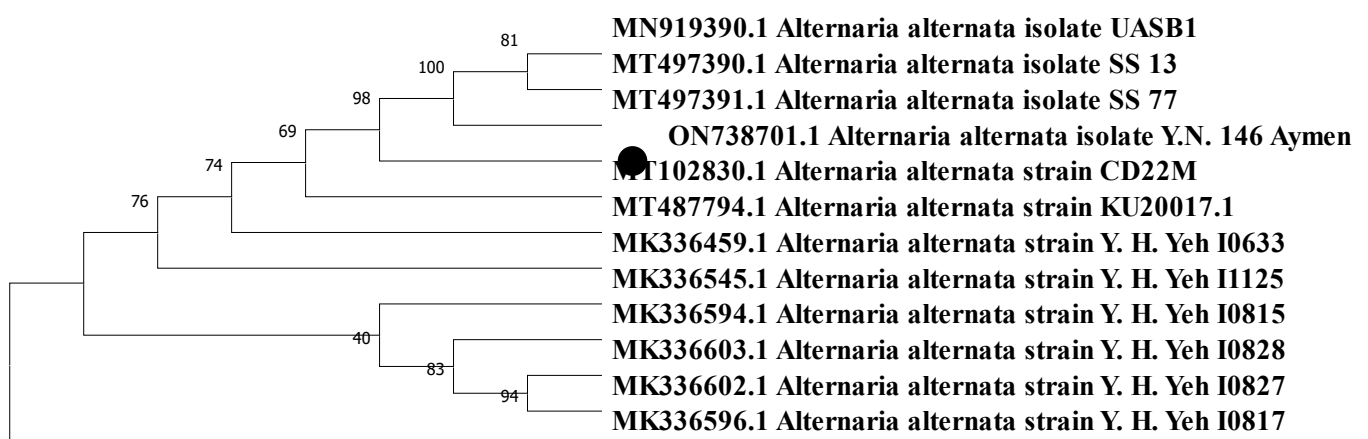 MN919390.1 Alternaria alternata isolate UASB1
81
MT497390.1 Alternaria alternata isolate SS 13
100
MT497391.1 Alternaria alternata isolate SS 77
98
ON738701.1 Alternaria alternata isolate Y.N. 146 Aymen
69
MT102830.1 Alternaria alternata strain CD22M
74
MT487794.1 Alternaria alternata strain KU20017.1
76
MK336459.1 Alternaria alternata strain Y. H. Yeh I0633
MK336545.1 Alternaria alternata strain Y. H. Yeh I1125
MK336594.1 Alternaria alternata strain Y. H. Yeh I0815
40
MK336603.1 Alternaria alternata strain Y. H. Yeh I0828
83
MK336602.1 Alternaria alternata strain Y. H. Yeh I0827
94
MK336596.1 Alternaria alternata strain Y. H. Yeh I0817